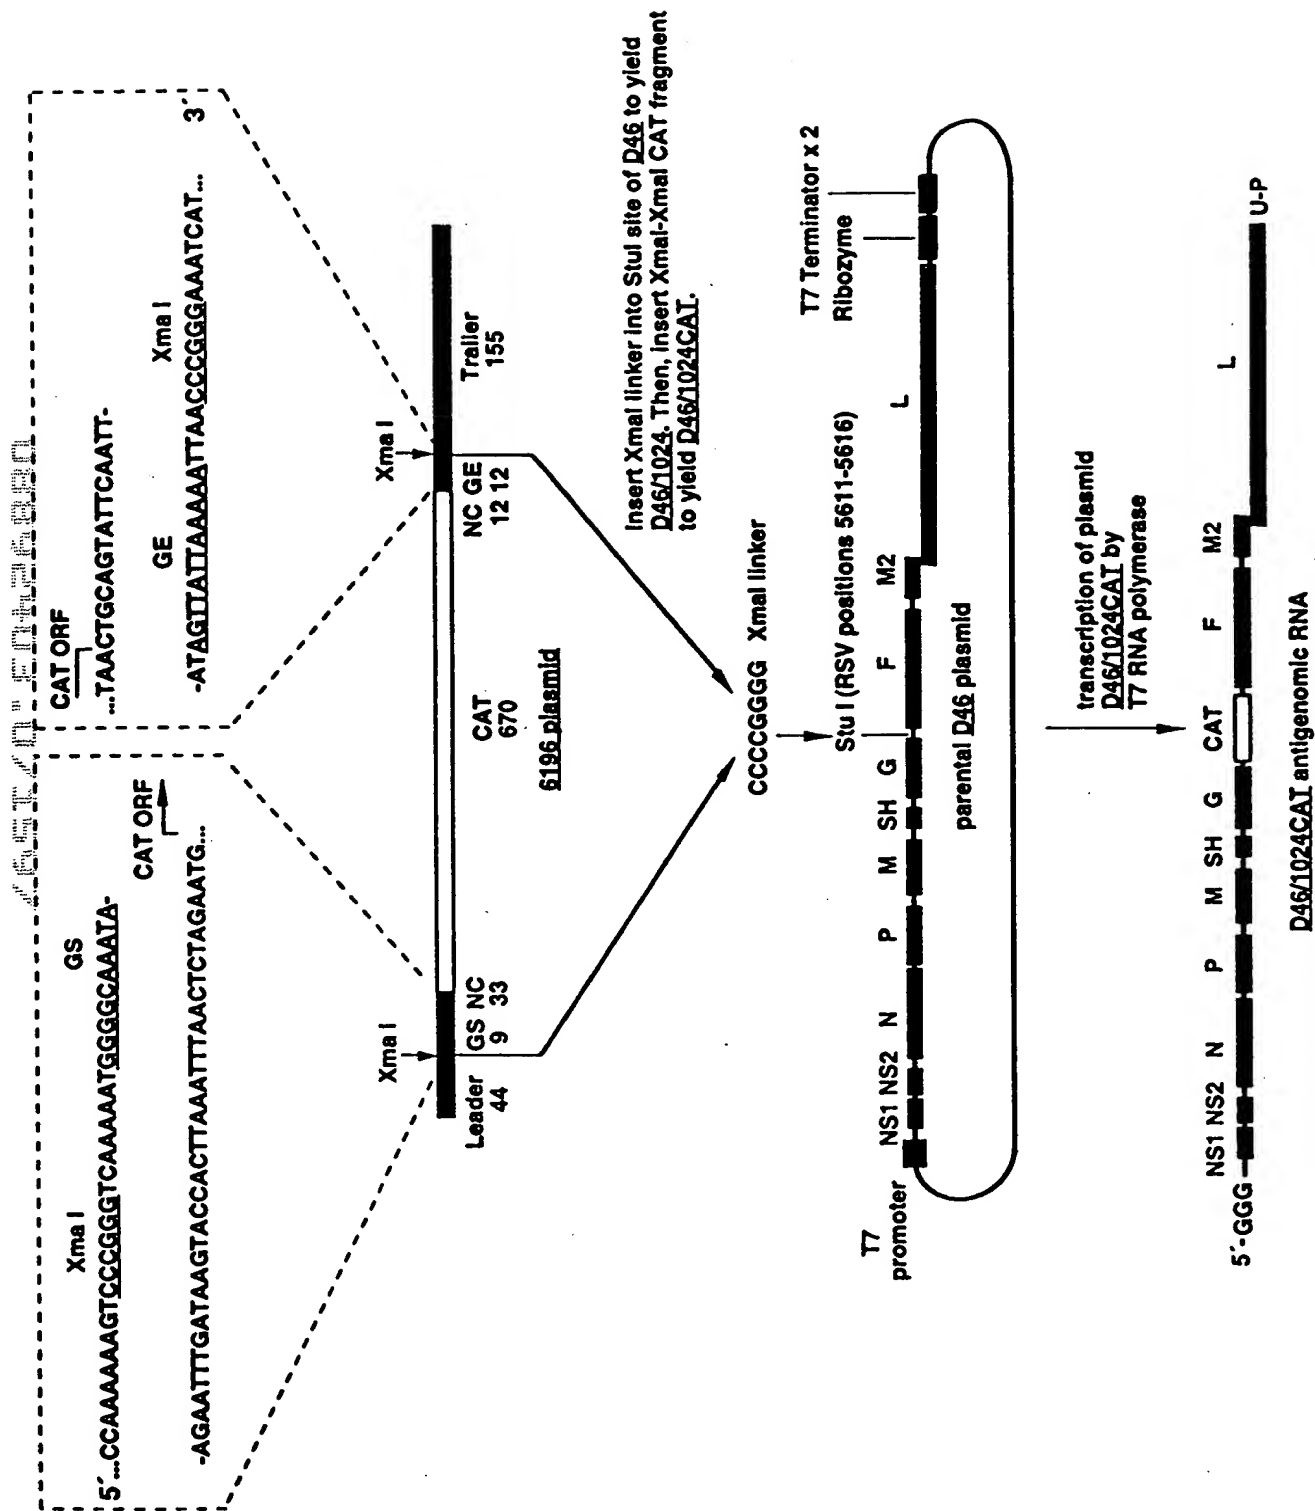 Xma I
GS
5´...CCAAAAAGTCCCGGGTCAAAATGGGGCAAATA-
CAT ORF
-AGAATTTGATAAGTACCACTTAAATTTAACTCTAGAATG...
CAT ORF
...TAACTGCAGTATTCAATT-
GE
Xma I
-ATAGTTATTAAAAATTAACCCGGGAAATCAT...
3´
Xma I
Xma I
Leader
44
GS NC
9 33
CAT
670
NC GE
12 12
Trailer
155
6196 plasmid
Insert XmaI linker into StuI site of D46 to yield
D46/1024. Then, insert XmaI-XmaI CAT fragment
to yield D46/1024CAT.
CCCCGGGG XmaI linker
Stu I (RSV positions 5611-5616)
T7 Terminator x 2
Ribozyme
T7
promoter
NS1 NS2 N P M SH G F M2 L
parental D46 plasmid
transcription of plasmid
D46/1024CAT by
T7 RNA polymerase
NS1 NS2 N P M SH G CAT F M2 L
5´-GGG
U-P
D46/1024CAT antigenomic RNA